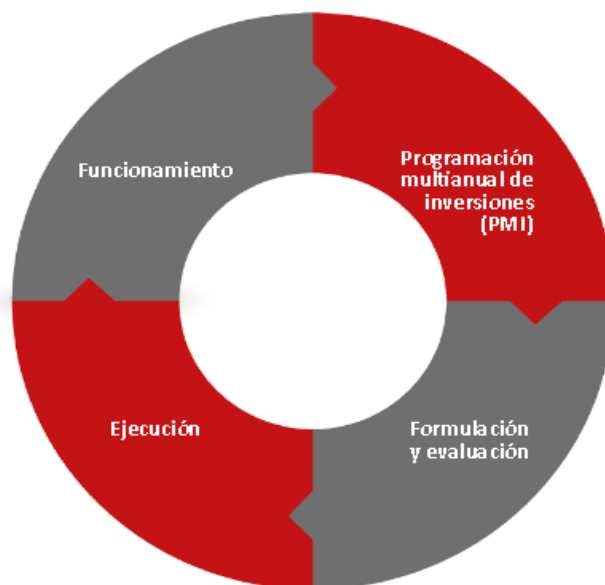 Programación
multianual de
inversiones
(PMI)
Formulación
y evaluación
Ejecución
Funcionamiento